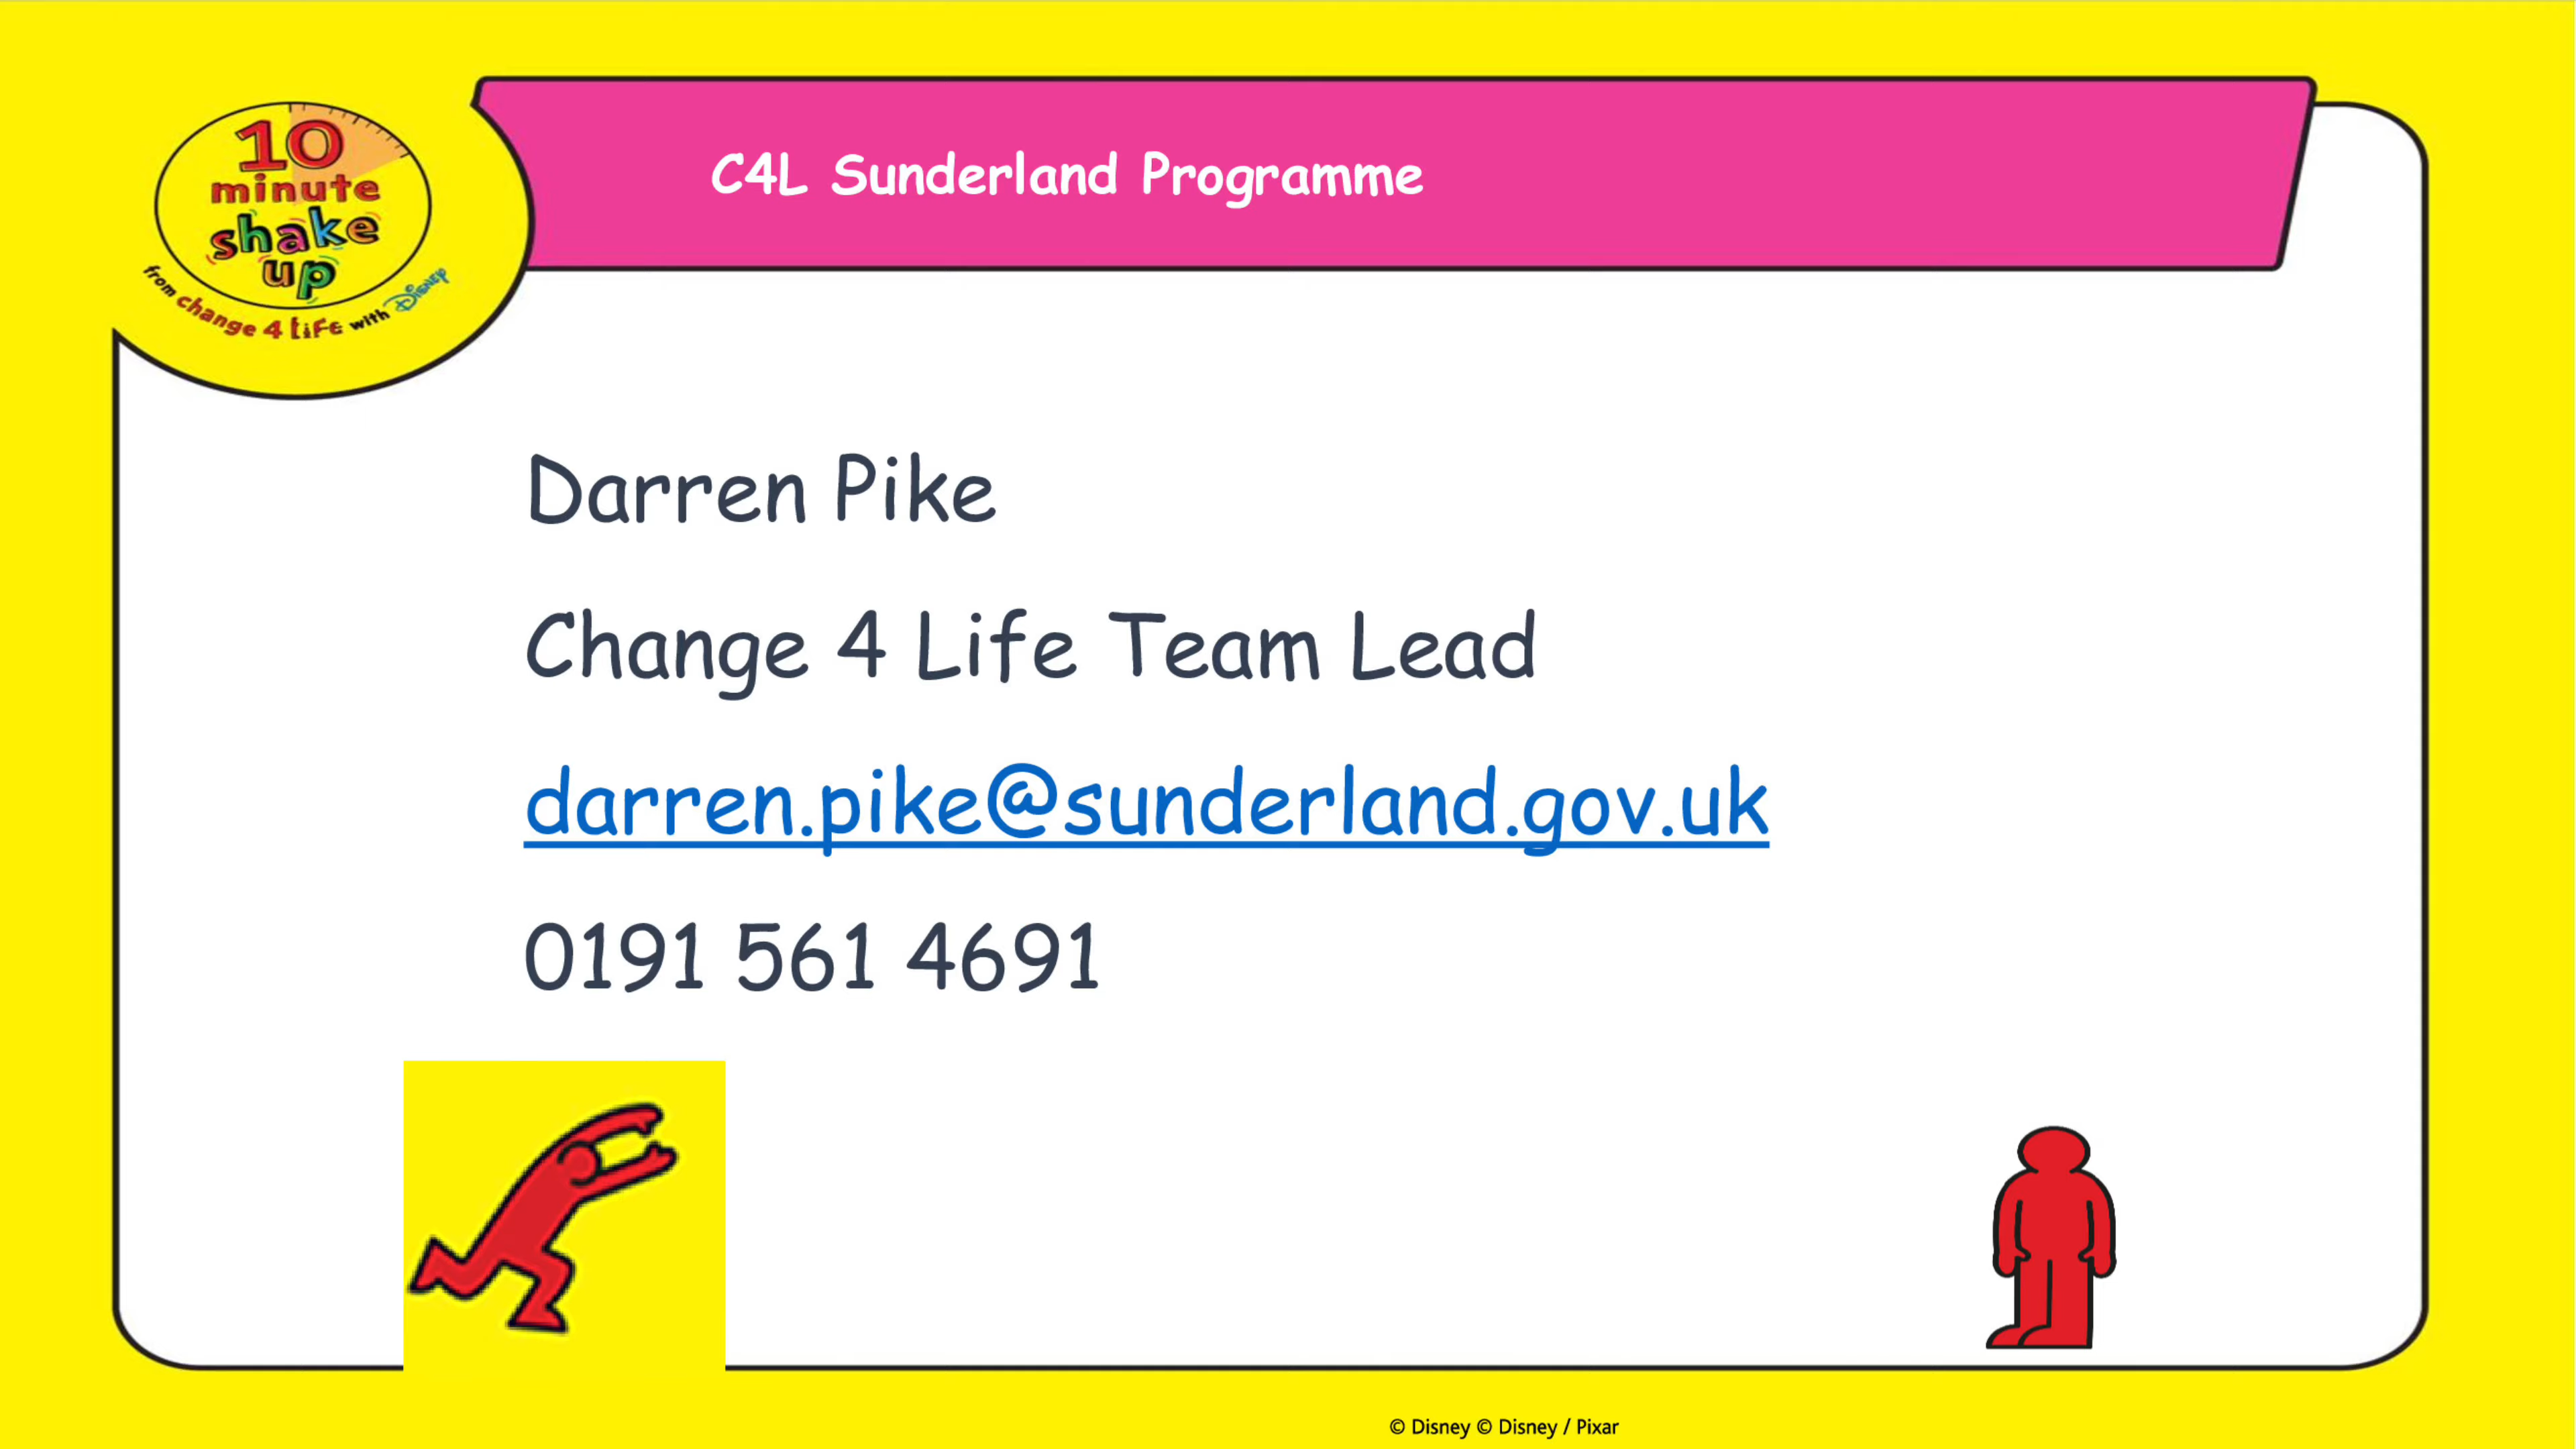 10
minute
shake
up
from change 4 LiFE with Disney
C4L Sunderland Programme
Darren Pike
Change 4 Life Team Lead
darren.pike@sunderland.gov.uk
0191 561 4691
© Disney © Disney / Pixar